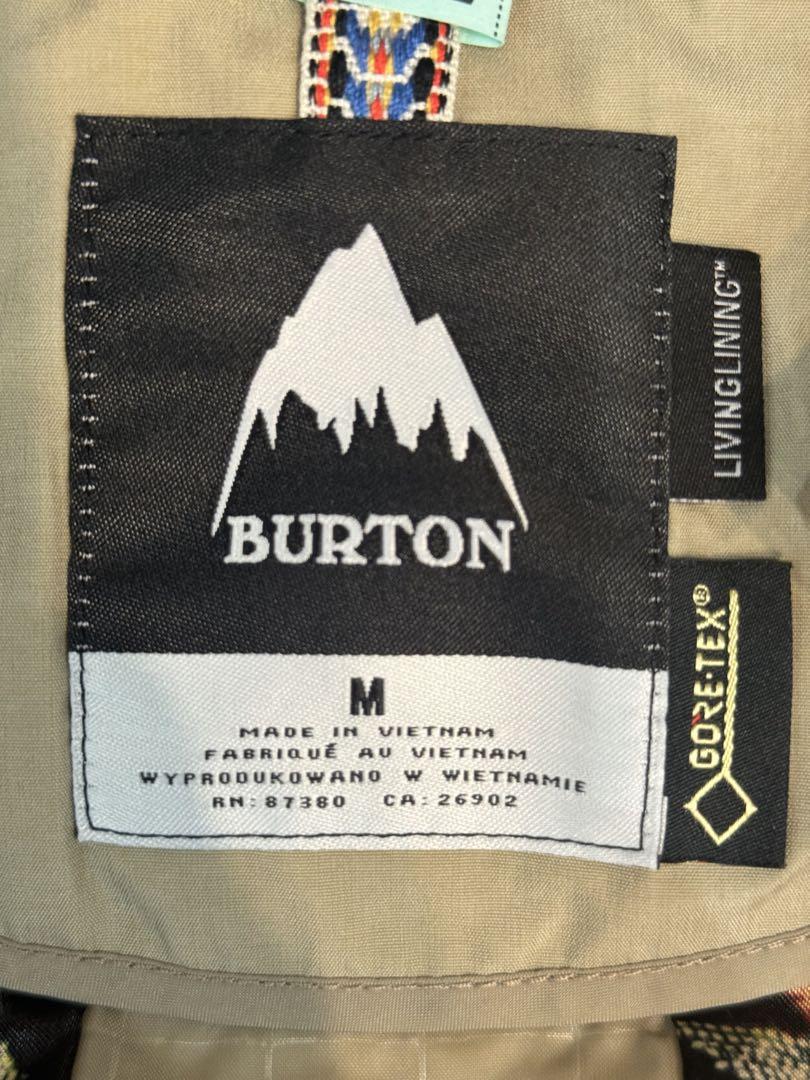 BURTON
M
MADE IN VIETNAM
FABRIQUÉ AU VIETNAM
WYPRODUKOWANO W WIETNAMIE
RN: 87380 CA: 26902
LIVINGLINING™
GORE-TEX®